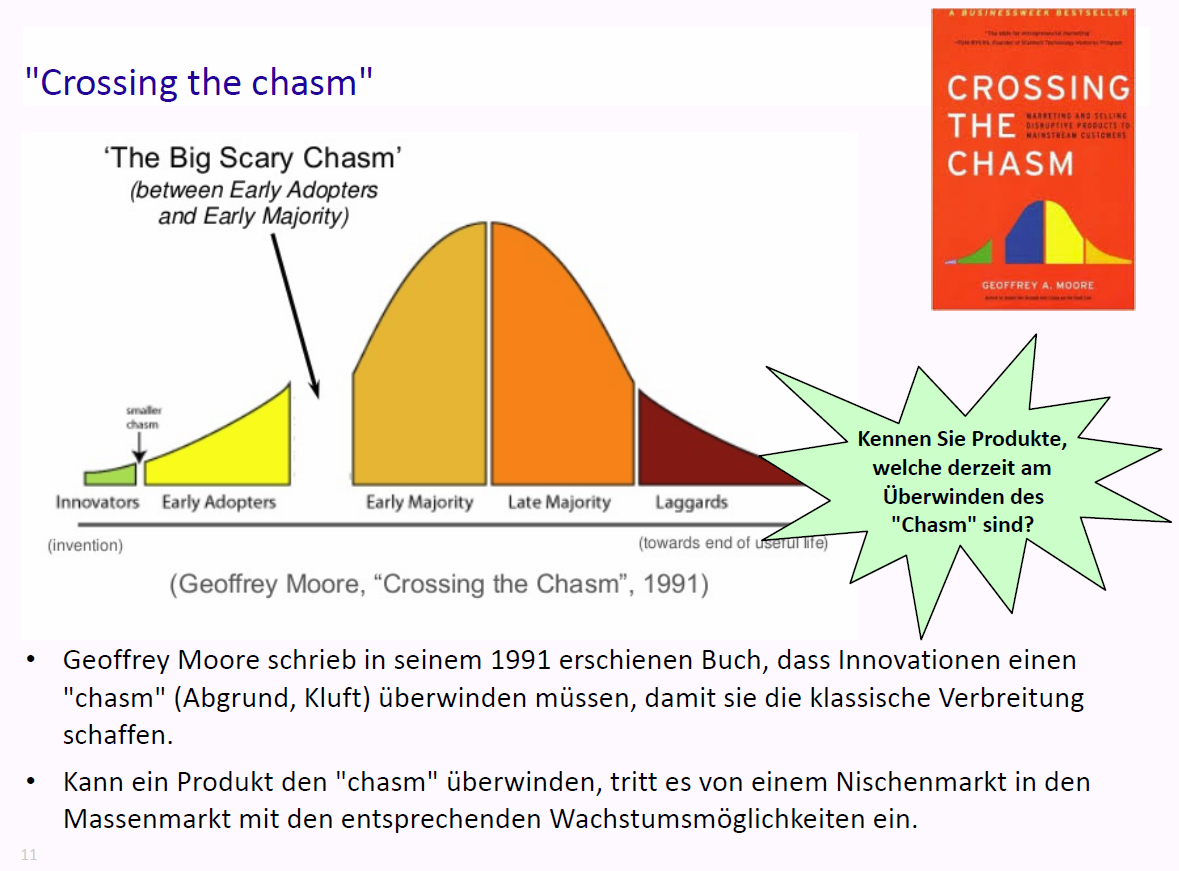 "Crossing the chasm"
A BUSINESSWEEK BESTSELLER
CROSSING
THE
MARKETING AND SELLING
DISRUPTIVE PRODUCTS TO
MAINSTREAM CUSTOMERS
CHASM
GEOFFREY A. MOORE
‘The Big Scary Chasm’
(between Early Adopters
and Early Majority)
smaller
chasm
Innovators
Early Adopters
Early Majority
Late Majority
Laggards
(invention)
(towards end of useful life)
(Geoffrey Moore, “Crossing the Chasm”, 1991)
Kennen Sie Produkte,
welche derzeit am
Überwinden des
"Chasm" sind?
• Geoffrey Moore schrieb in seinem 1991 erschienen Buch, dass Innovationen einen
"chasm" (Abgrund, Kluft) überwinden müssen, damit sie die klassische Verbreitung
schaffen.
• Kann ein Produkt den "chasm" überwinden, tritt es von einem Nischenmarkt in den
Massenmarkt mit den entsprechenden Wachstumsmöglichkeiten ein.
11